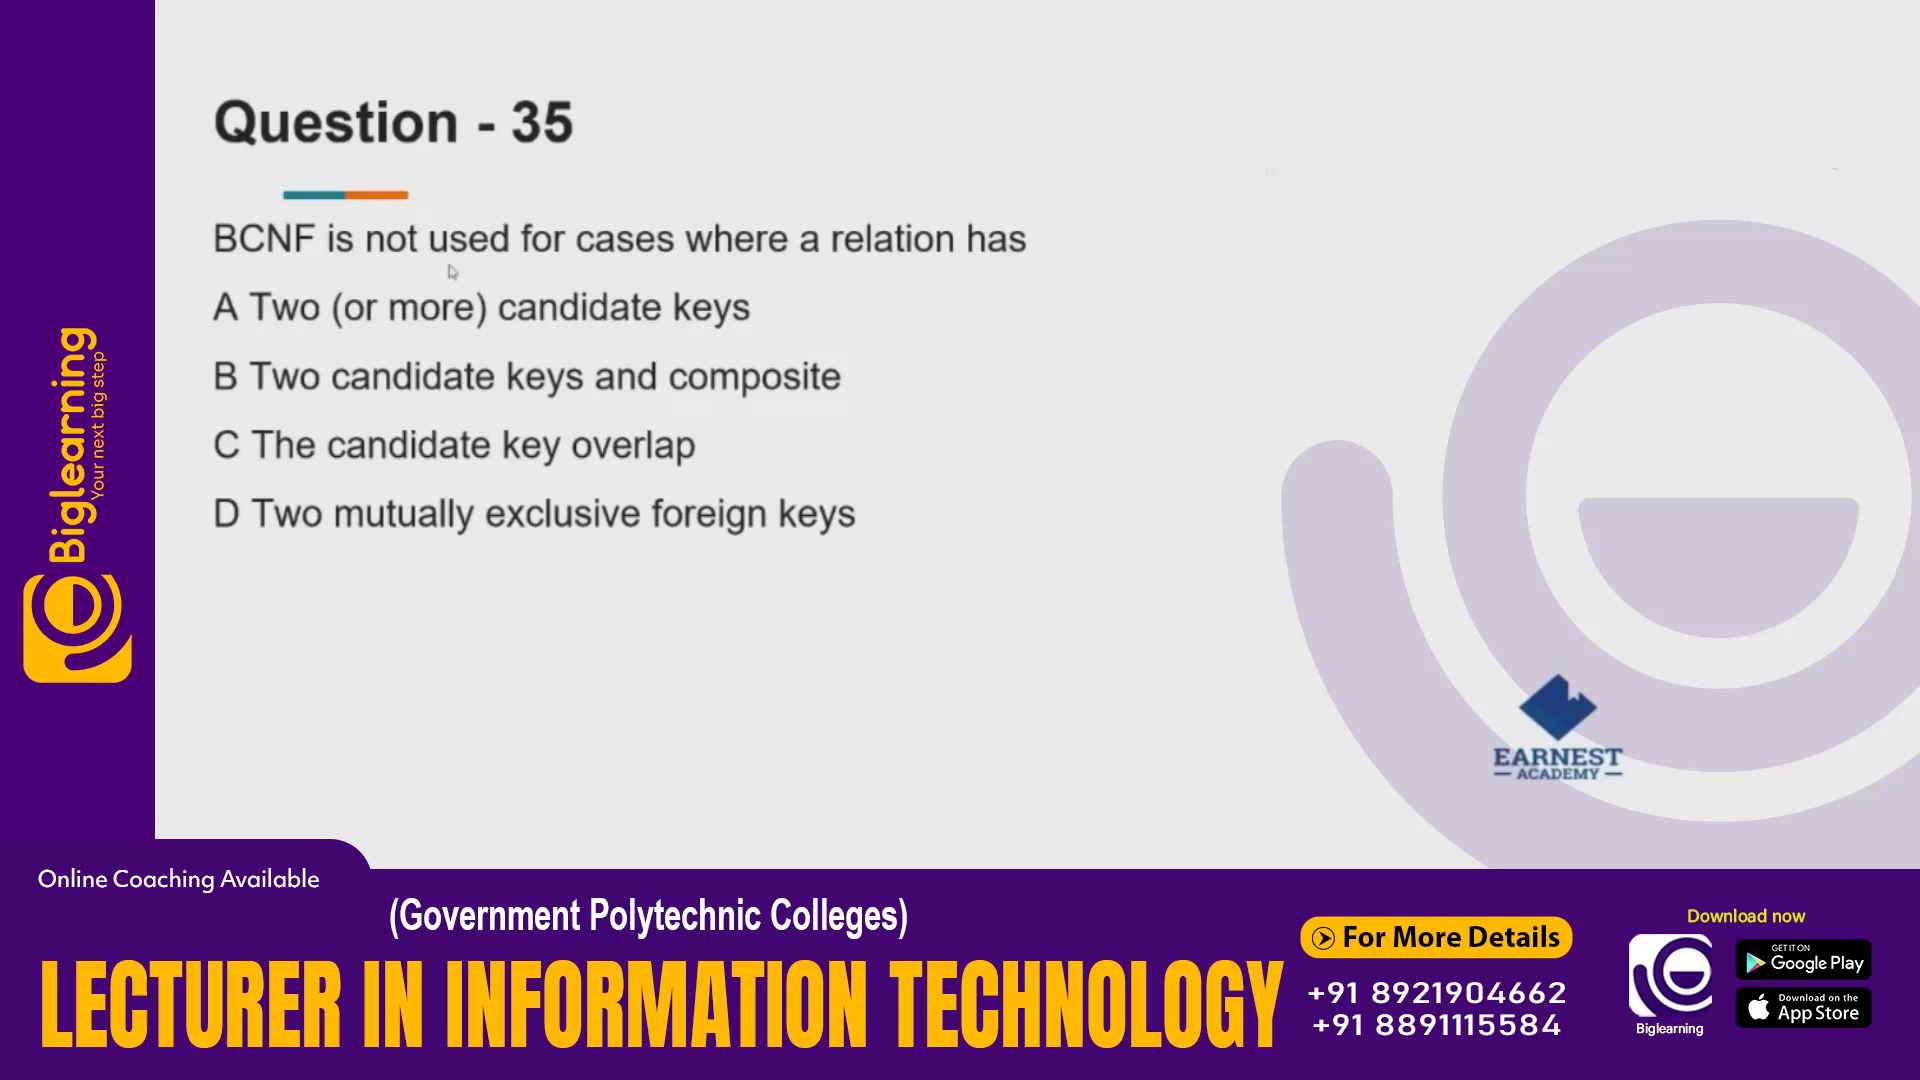 Question - 35
BCNF is not used for cases where a relation has
A Two (or more) candidate keys
B Two candidate keys and composite
C The candidate key overlap
D Two mutually exclusive foreign keys
Biglearning
Your next big step
EARNEST
ACADEMY
Online Coaching Available
(Government Polytechnic Colleges)
LECTURER IN INFORMATION TECHNOLOGY
For More Details
+91 8921904662
+91 8891115584
Download now
Biglearning
GET IT ON
Google Play
Download on the
App Store